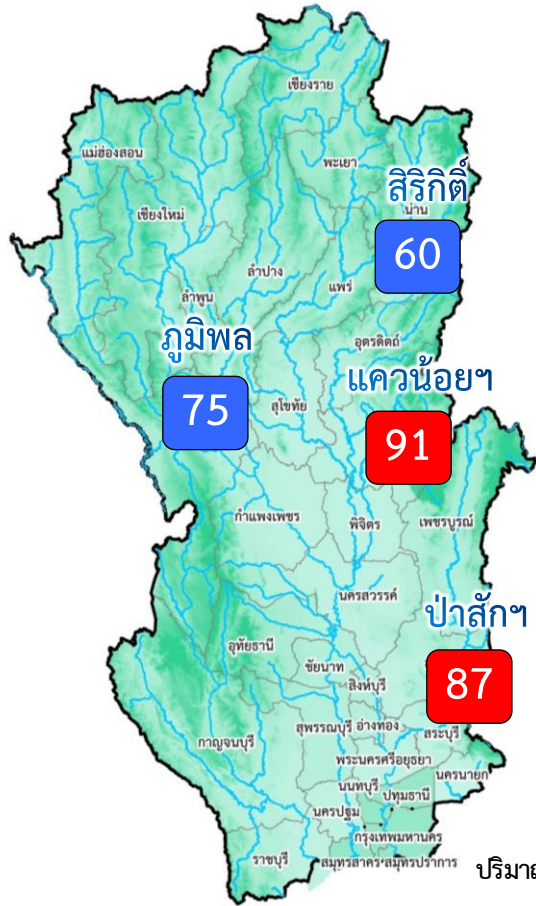 เชียงราย
แม่ฮ่องสอน
พะเยา
สิริกิติ์
น่าน
เชียงใหม่
60
ลำปาง
แพร่
ลำพูน
ภูมิพล
อุตรดิตถ์
แควน้อยฯ
75
สุโขทัย
91
กำแพงเพชร
พิจิตร
เพชรบูรณ์
นครสวรรค์
ป่าสักฯ
อุทัยธานี
ชัยนาท
สิงห์บุรี
87
สุพรรณบุรี
อ่างทอง
สระบุรี
กาญจนบุรี
พระนครศรีอยุธยา
นครนายก
นนทบุรี
ปทุมธานี
นครปฐม
กรุงเทพมหานคร
ราชบุรี
สมุทรสาคร
สมุทรปราการ